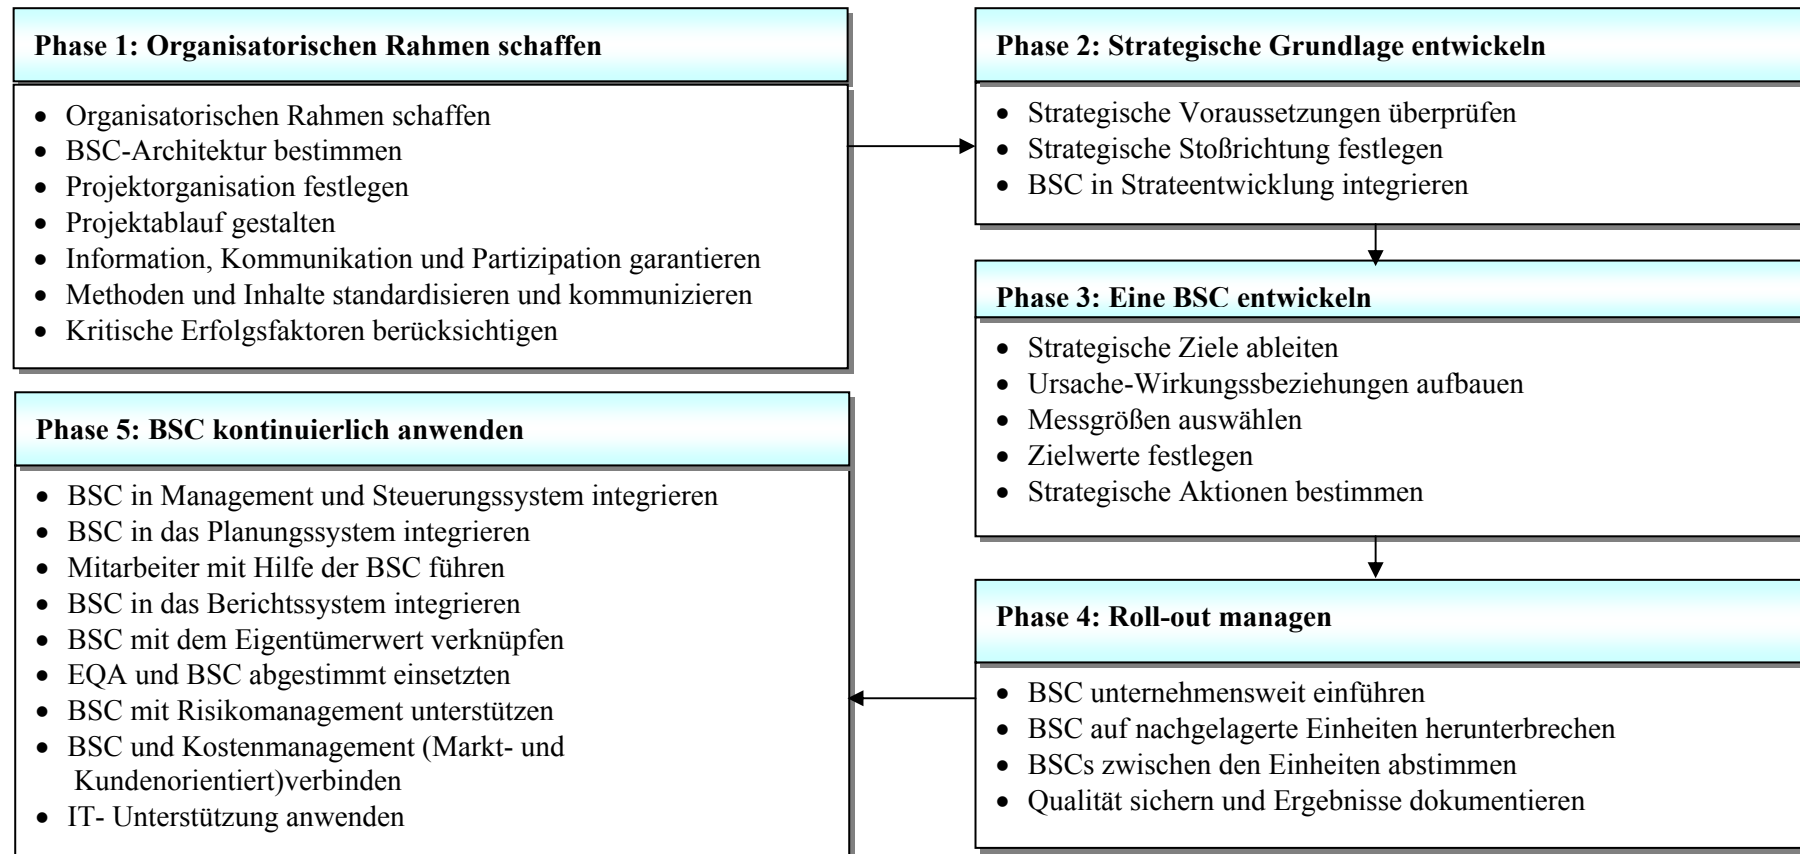 Phase 1: Organisatorischen Rahmen schaffen
• Organisatorischen Rahmen schaffen
• BSC-Architektur bestimmen
• Projektorganisation festlegen
• Projektablauf gestalten
• Information, Kommunikation und Partizipation garantieren
• Methoden und Inhalte standardisieren und kommunizieren
• Kritische Erfolgsfaktoren berücksichtigen
Phase 2: Strategische Grundlage entwickeln
• Strategische Voraussetzungen überprüfen
• Strategische Stoßrichtung festlegen
• BSC in Strateentwicklung integrieren
Phase 3: Eine BSC entwickeln
• Strategische Ziele ableiten
• Ursache-Wirkungssbeziehungen aufbauen
• Messgrößen auswählen
• Zielwerte festlegen
• Strategische Aktionen bestimmen
Phase 4: Roll-out managen
• BSC unternehmensweit einführen
• BSC auf nachgelagerte Einheiten herunterbrechen
• BSCs zwischen den Einheiten abstimmen
• Qualität sichern und Ergebnisse dokumentieren
Phase 5: BSC kontinuierlich anwenden
• BSC in Management und Steuerungssystem integrieren
• BSC in das Planungssystem integrieren
• Mitarbeiter mit Hilfe der BSC führen
• BSC in das Berichtssystem integrieren
• BSC mit dem Eigentümerwert verknüpfen
• EQA und BSC abgestimmt einsetzten
• BSC mit Risikomanagement unterstützen
• BSC und Kostenmanagement (Markt- und
Kundenorientiert)verbinden
• IT- Unterstützung anwenden